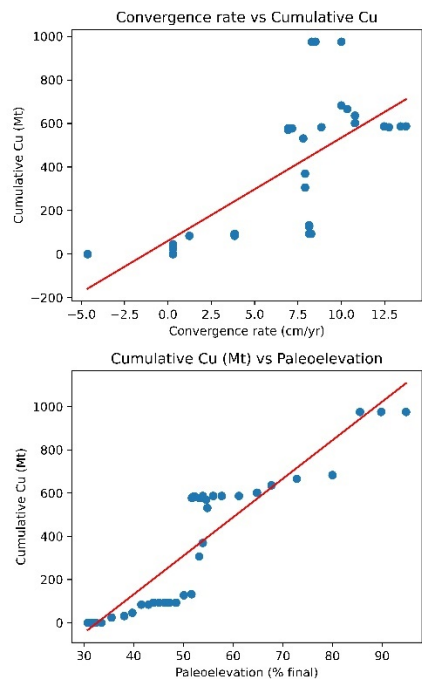 Convergence rate vs Cumulative Cu
1000
800
600
400
200
0
−200
Cumulative Cu (Mt)
−5.0 −2.5 0.0 2.5 5.0 7.5 10.0 12.5
Convergence rate (cm/yr)
Cumulative Cu (Mt) vs Paleoelevation
1000
800
600
400
200
0
Cumulative Cu (Mt)
30 40 50 60 70 80 90
Paleoelevation (% final)